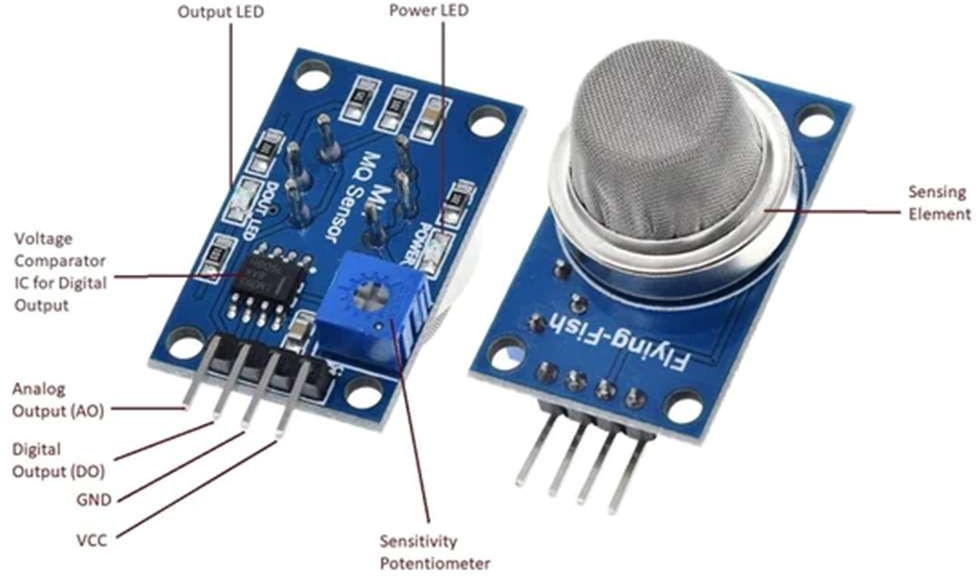 Output LED
Power LED
MQ Sensor
DOUT LED
POWER
Flying-Fish
Sensing
Element
Voltage
Comparator
IC for Digital
Output
Analog
Output (AO)
Digital
Output (DO)
GND
VCC
Sensitivity
Potentiometer